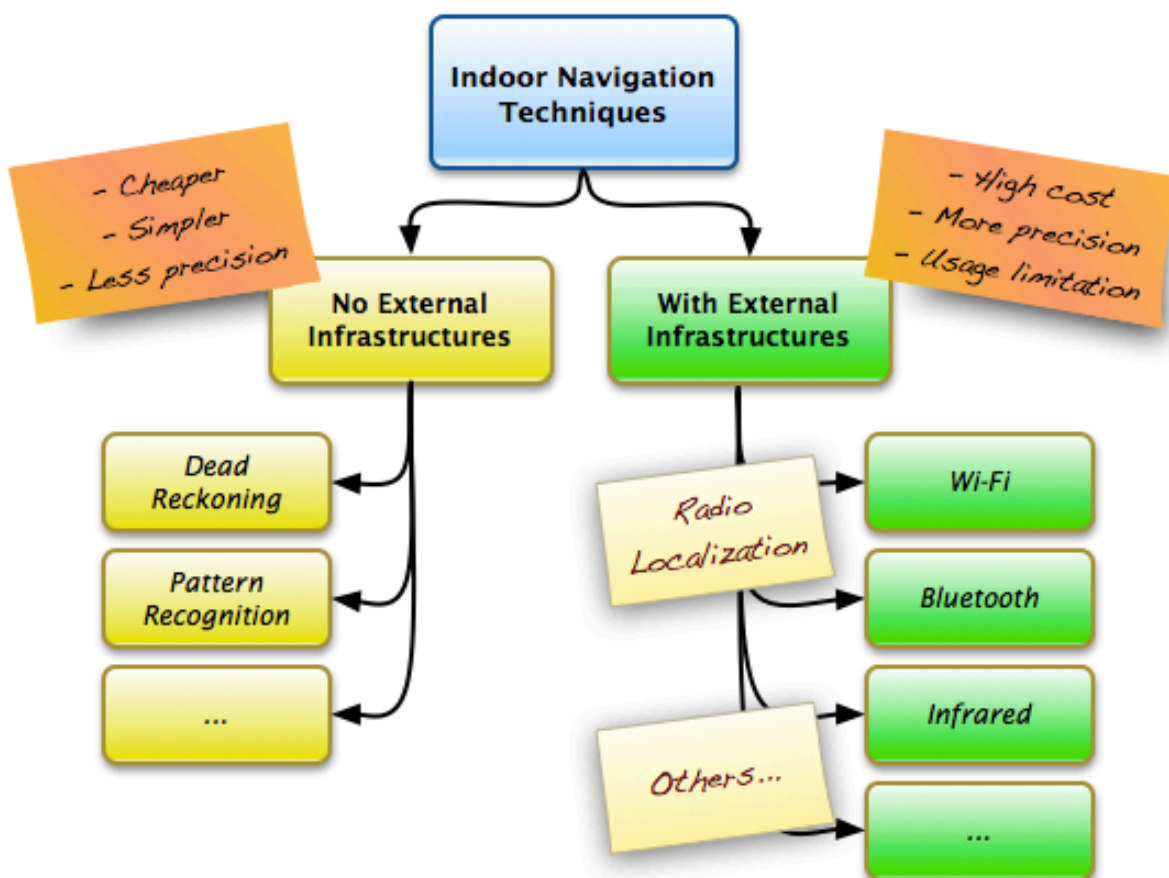 Indoor Navigation
Techniques
- Cheaper
- Simpler
- Less precision
- High cost
- More precision
- Usage limitation
No External
Infrastructures
With External
Infrastructures
Dead
Reckoning
Pattern
Recognition
...
Radio
Localization
Others...
Wi-Fi
Bluetooth
Infrared
...